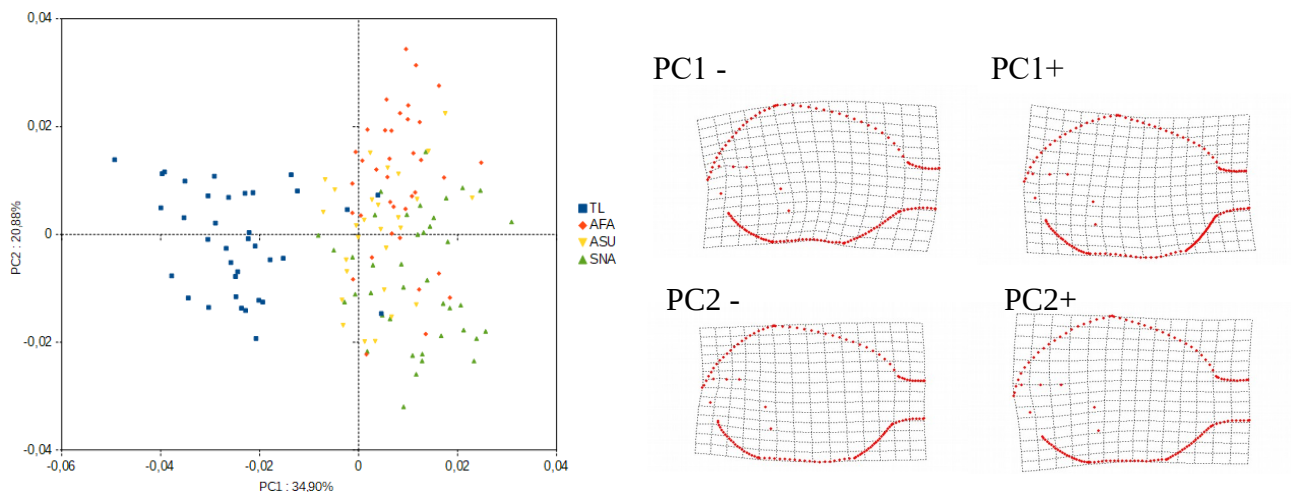 0,04
0,02
0
-0,02
-0,04
PC2 : 20,88%
-0,06
-0,04
-0,02
0
0,02
0,04
PC1 : 34,90%
TL
AFA
ASU
SNA
PC1 -
PC1+
PC2 -
PC2+